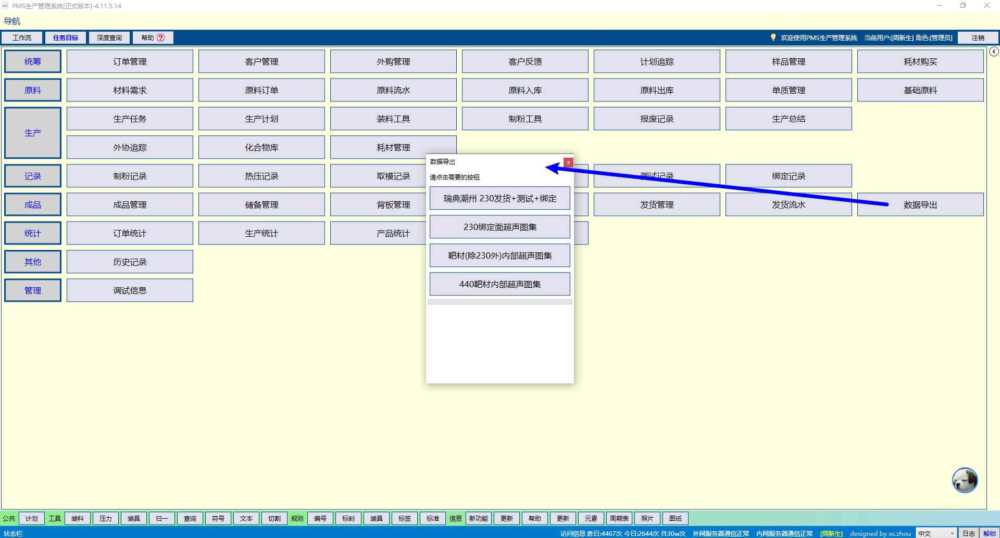 PMS生产管理系统[正式版本]-4.11.5.14
导航
工作流 任务目标 深度查询 帮助 欢迎使用PMS生产管理系统 当前用户:[周新生] 角色:[管理员] 注销
统筹 订单管理 客户管理 外购管理 客户反馈 计划追踪 样品管理 耗材购买
原料 材料需求 原料订单 原料流水 原料入库 原料出库 单质管理 基础原料
生产 生产任务 生产计划 装料工具 制粉工具 报废记录 生产总结
外协追踪 化合物库 耗材管理
记录 制粉记录 热压记录 取模记录 测试记录 绑定记录
成品 成品管理 储备管理 背板管理 发货管理 发货流水 数据导出
统计 订单统计 生产统计 产品统计
其他 历史记录
管理 调试信息
数据导出 x
请点击需要的按钮
瑞典潮州 230发货+测试+绑定
230绑定面超声图集
靶材(除230外)内部超声图集
440靶材内部超声图集
公共 计划 工具 装料 压力 装具 归一 查询 符号 文本 切割 规则 编号 标刻 装具 标签 标准 信息 新功能 更新 帮助 更新 元素 周期表 照片 图纸
状态栏 访问信息 昨日:4467次 今日:2644次 共30w次 外网服务器通信正常 内网服务器通信正常 [周新生] designed by xs.zhou 中文 日志 解锁